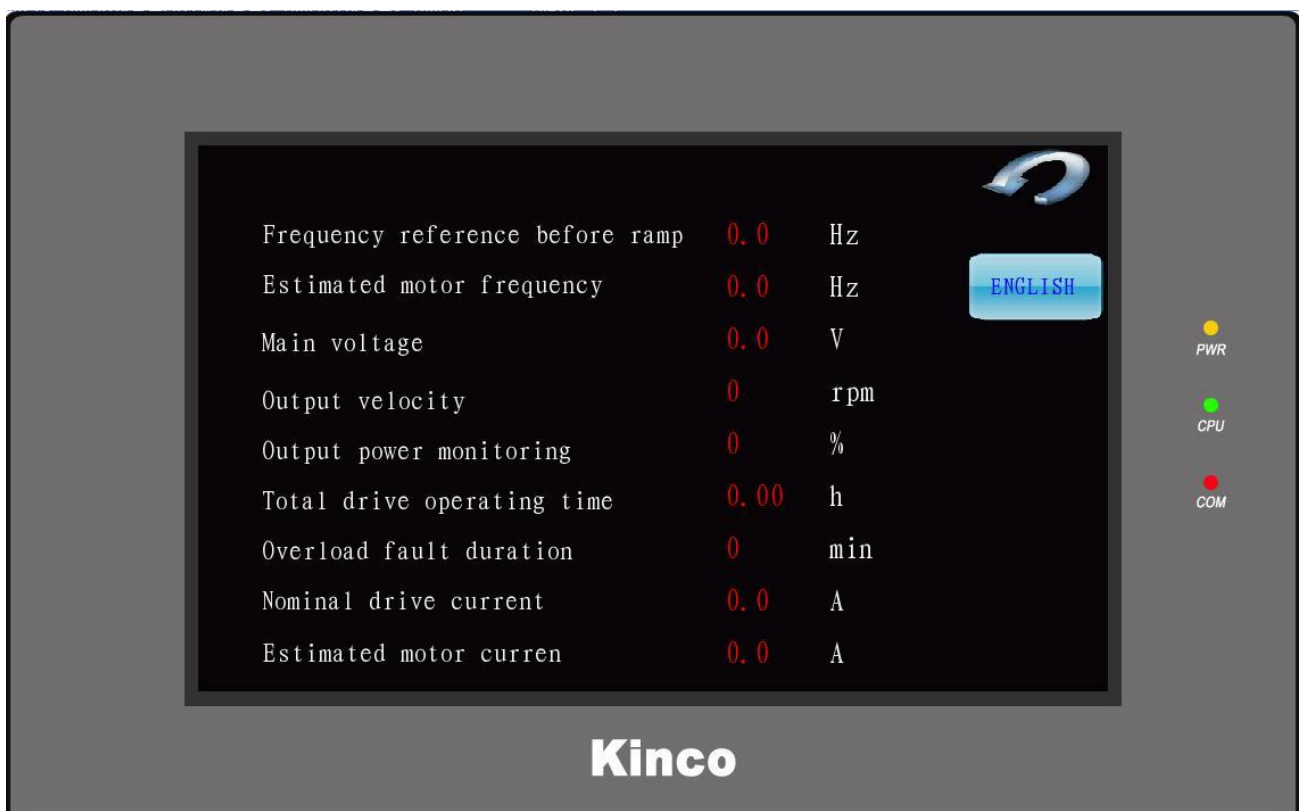 Frequency reference before ramp 0.0 Hz
Estimated motor frequency 0.0 Hz
ENGLISH
Main voltage 0.0 V
PWR
Output velocity 0 rpm
CPU
Output power monitoring 0 %
Total drive operating time 0.00 h
COM
Overload fault duration 0 min
Nominal drive current 0.0 A
Estimated motor curren 0.0 A
Kinco